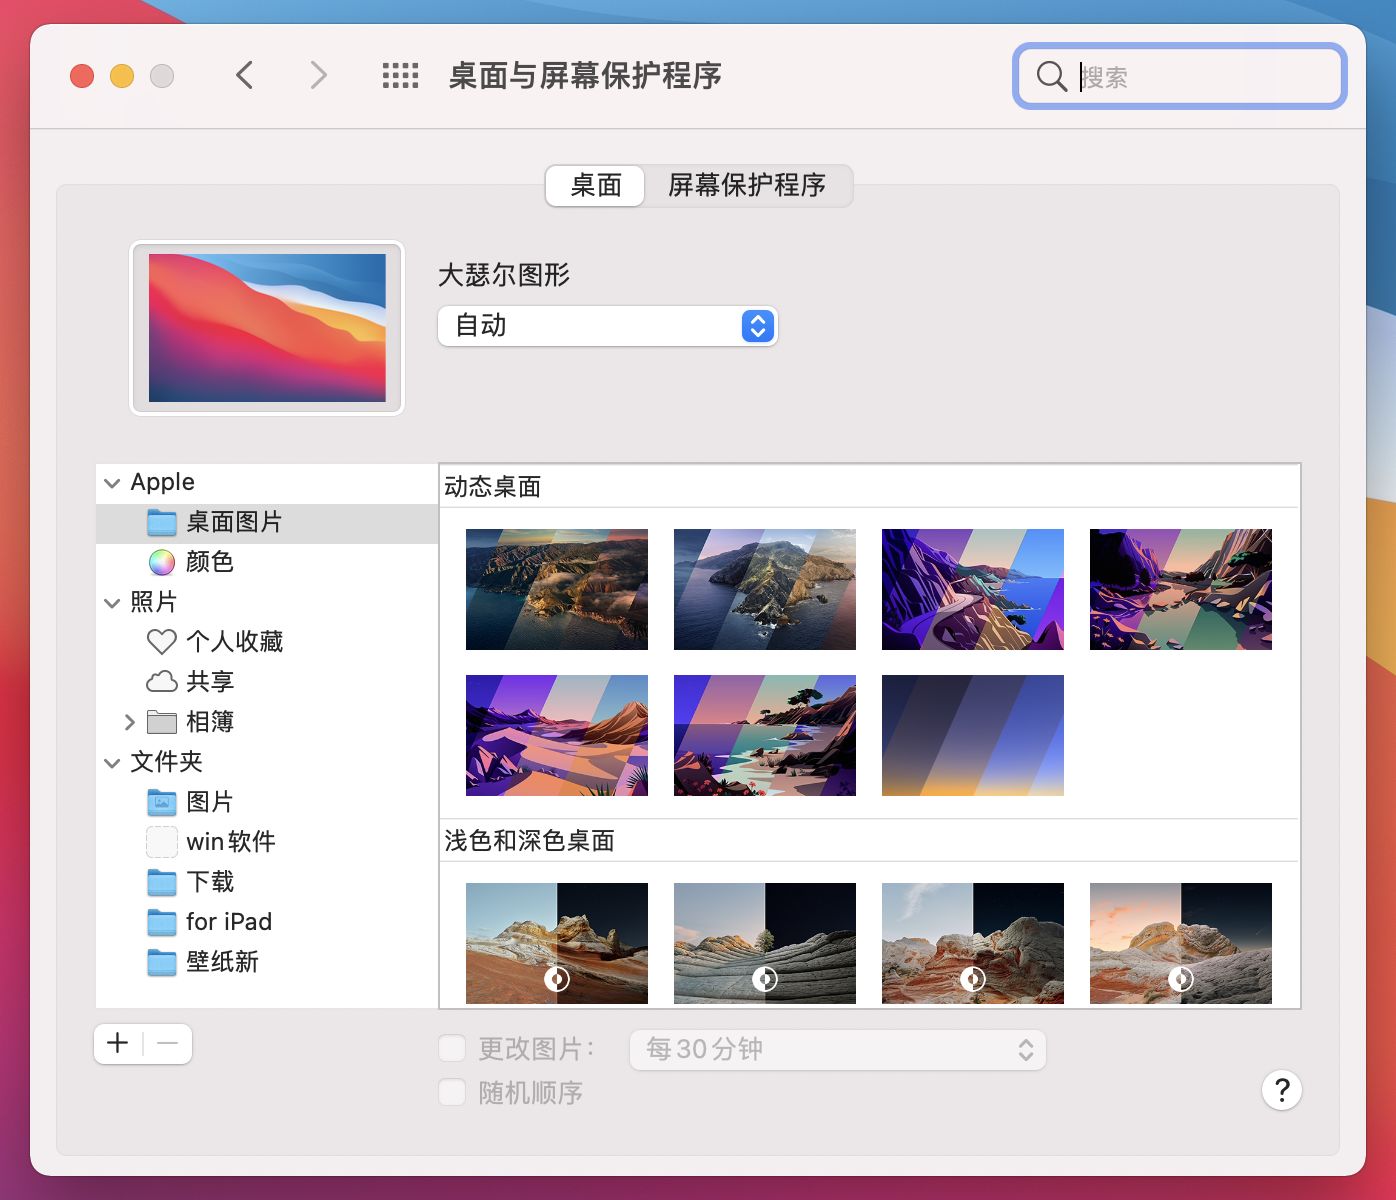 桌面与屏幕保护程序
搜索
桌面
屏幕保护程序
大瑟尔图形
自动
Apple
桌面图片
颜色
照片
个人收藏
共享
相簿
文件夹
图片
win软件
下载
for iPad
壁纸新
动态桌面
浅色和深色桌面
更改图片：
每30分钟
随机顺序
?